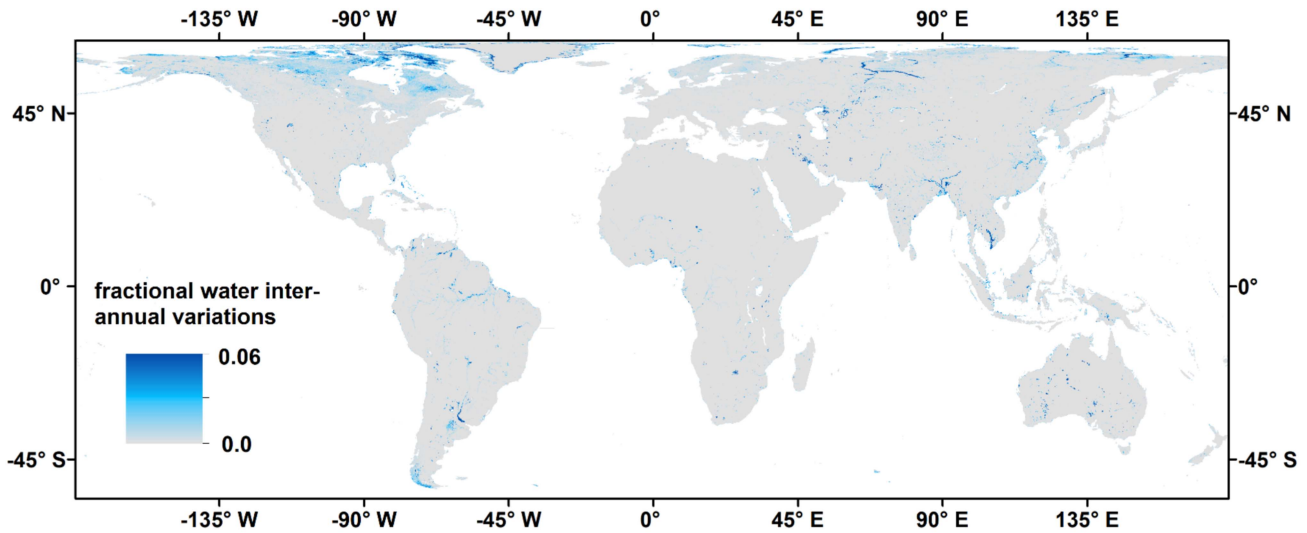 -135° W -90° W -45° W 0° 45° E 90° E 135° E
45° N 45° N
0° 0°
fractional water inter-
annual variations
0.06
0.0
-45° S -45° S
-135° W -90° W -45° W 0° 45° E 90° E 135° E